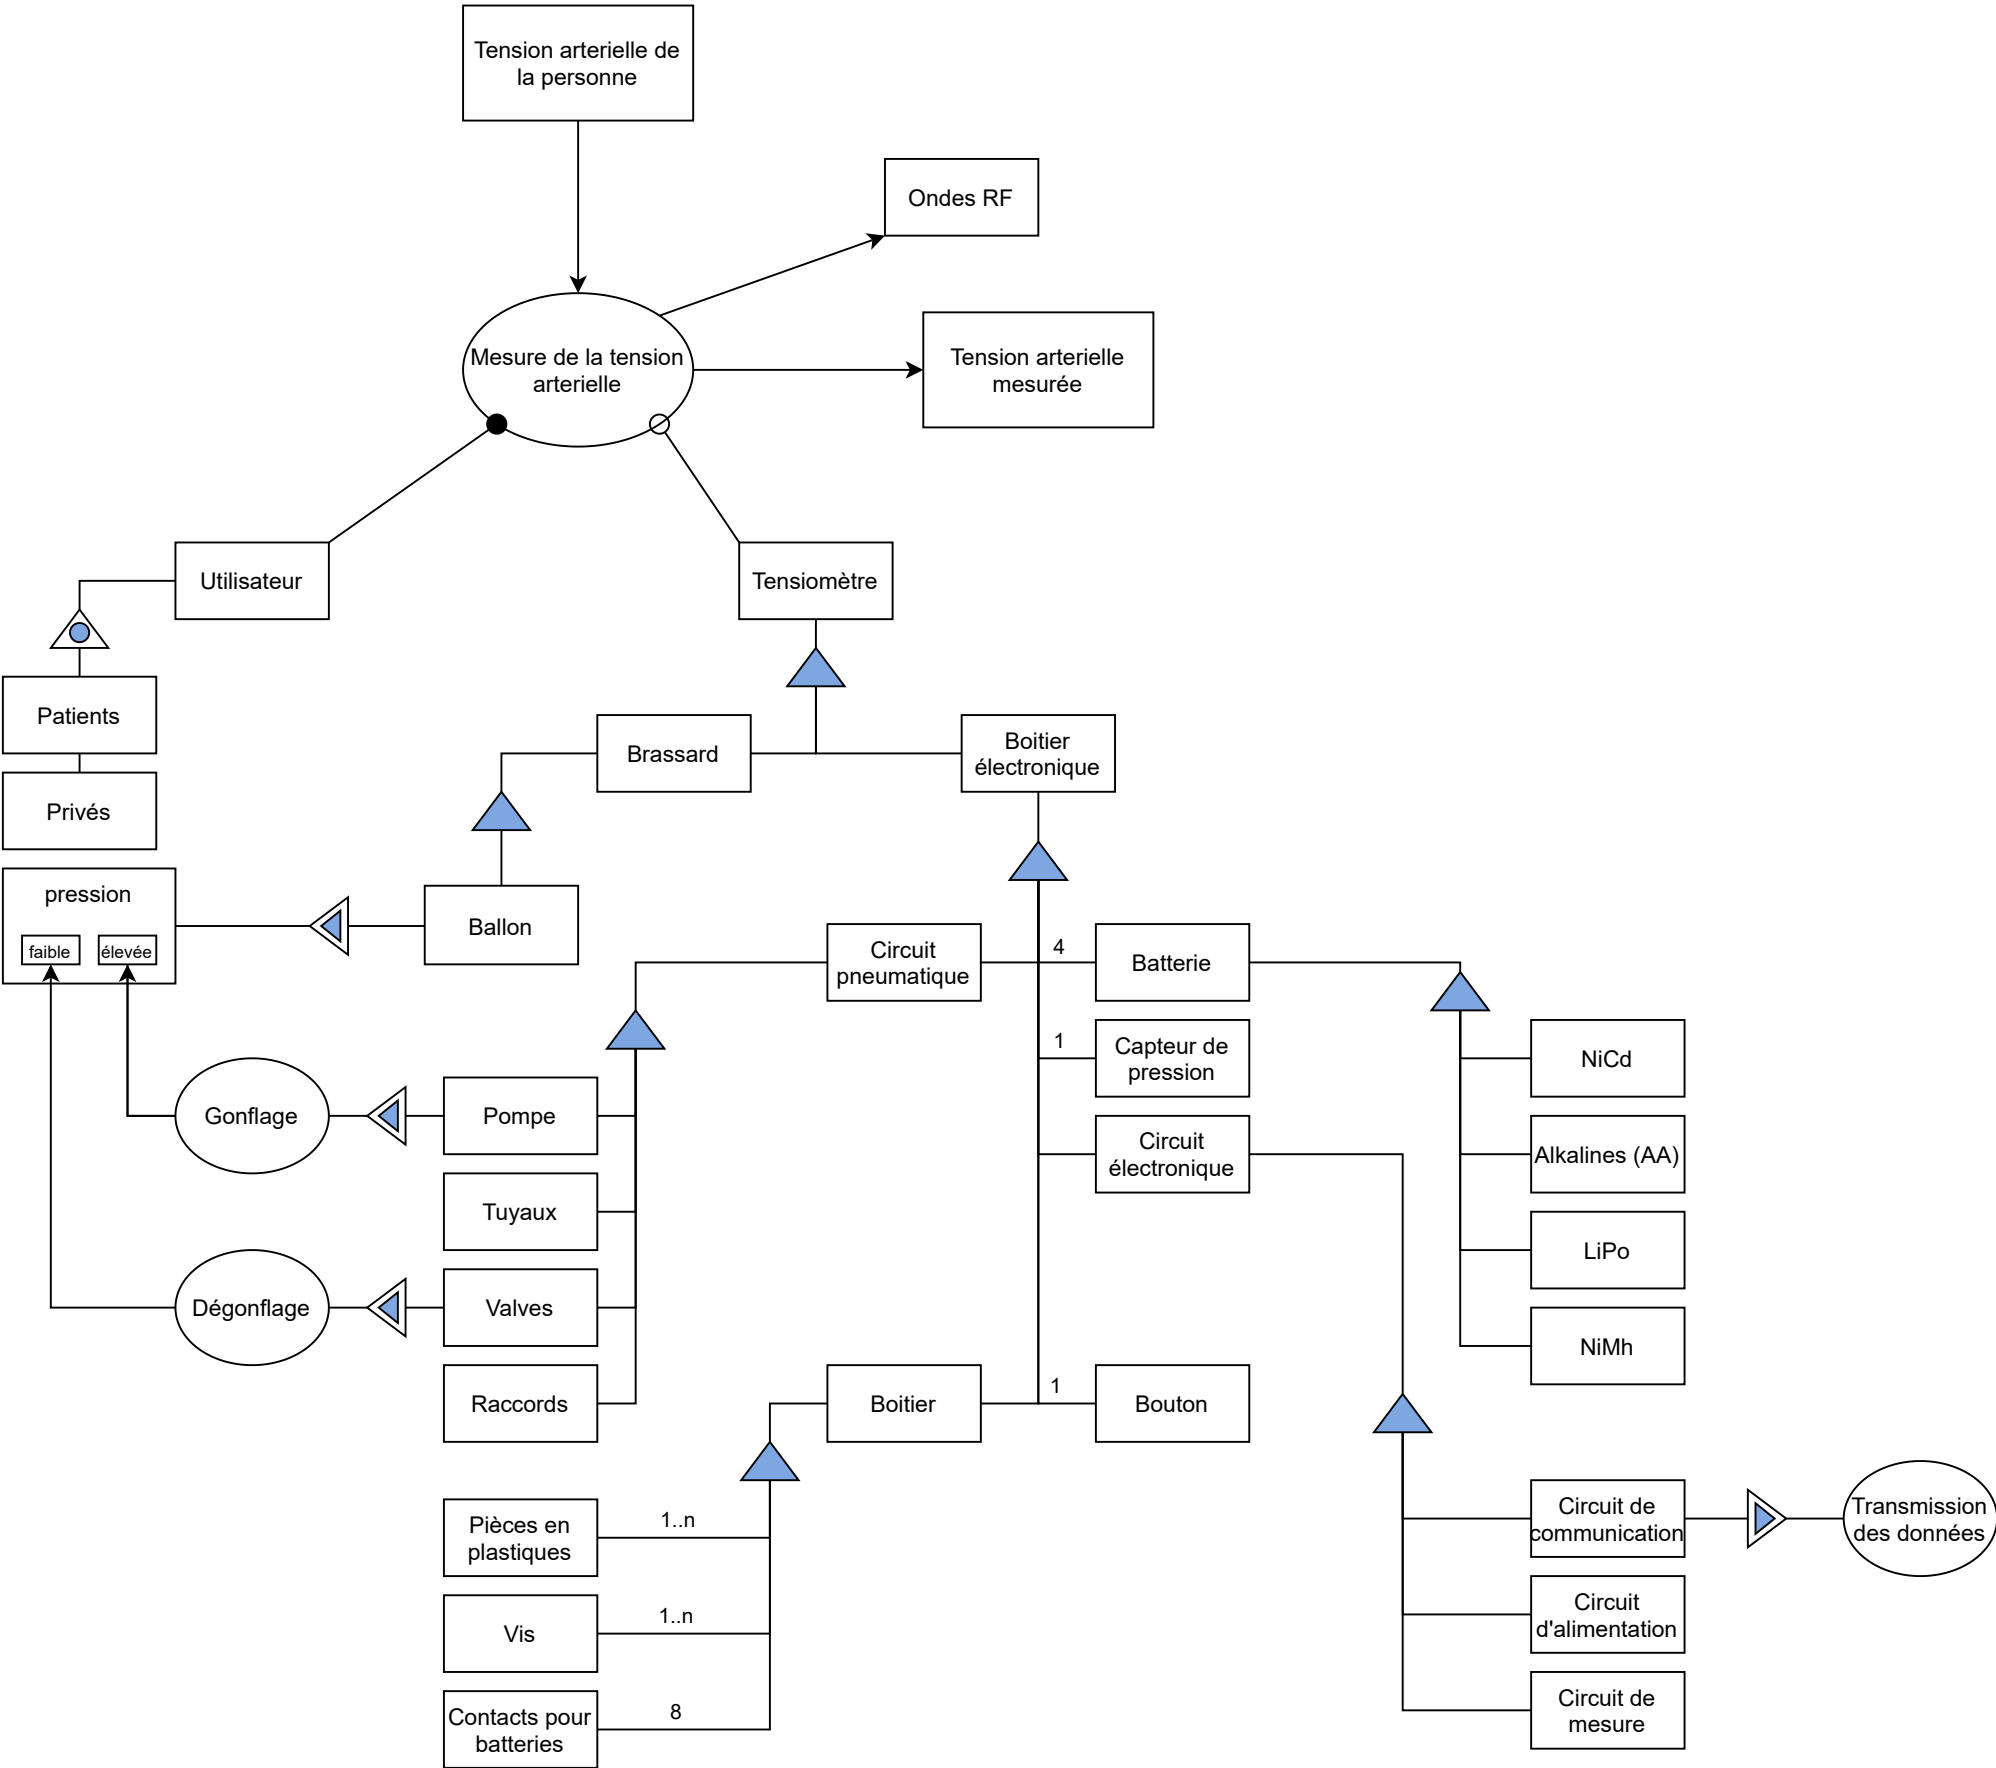 Tension arterielle de
la personne
Ondes RF
Mesure de la tension
arterielle
Tension arterielle
mesurée
Utilisateur
Tensiomètre
Patients
Privés
Brassard
Boitier
électronique
pression
faible
élevée
Ballon
Circuit
pneumatique
4
Batterie
1
Capteur de
pression
NiCd
Gonflage
Pompe
Circuit
électronique
Alkalines (AA)
Tuyaux
LiPo
Dégonflage
Valves
NiMh
Raccords
Boitier
1
Bouton
Pièces en
plastiques
1..n
Circuit de
communication
Transmission
des données
Vis
1..n
Circuit
d'alimentation
Contacts pour
batteries
8
Circuit de
mesure